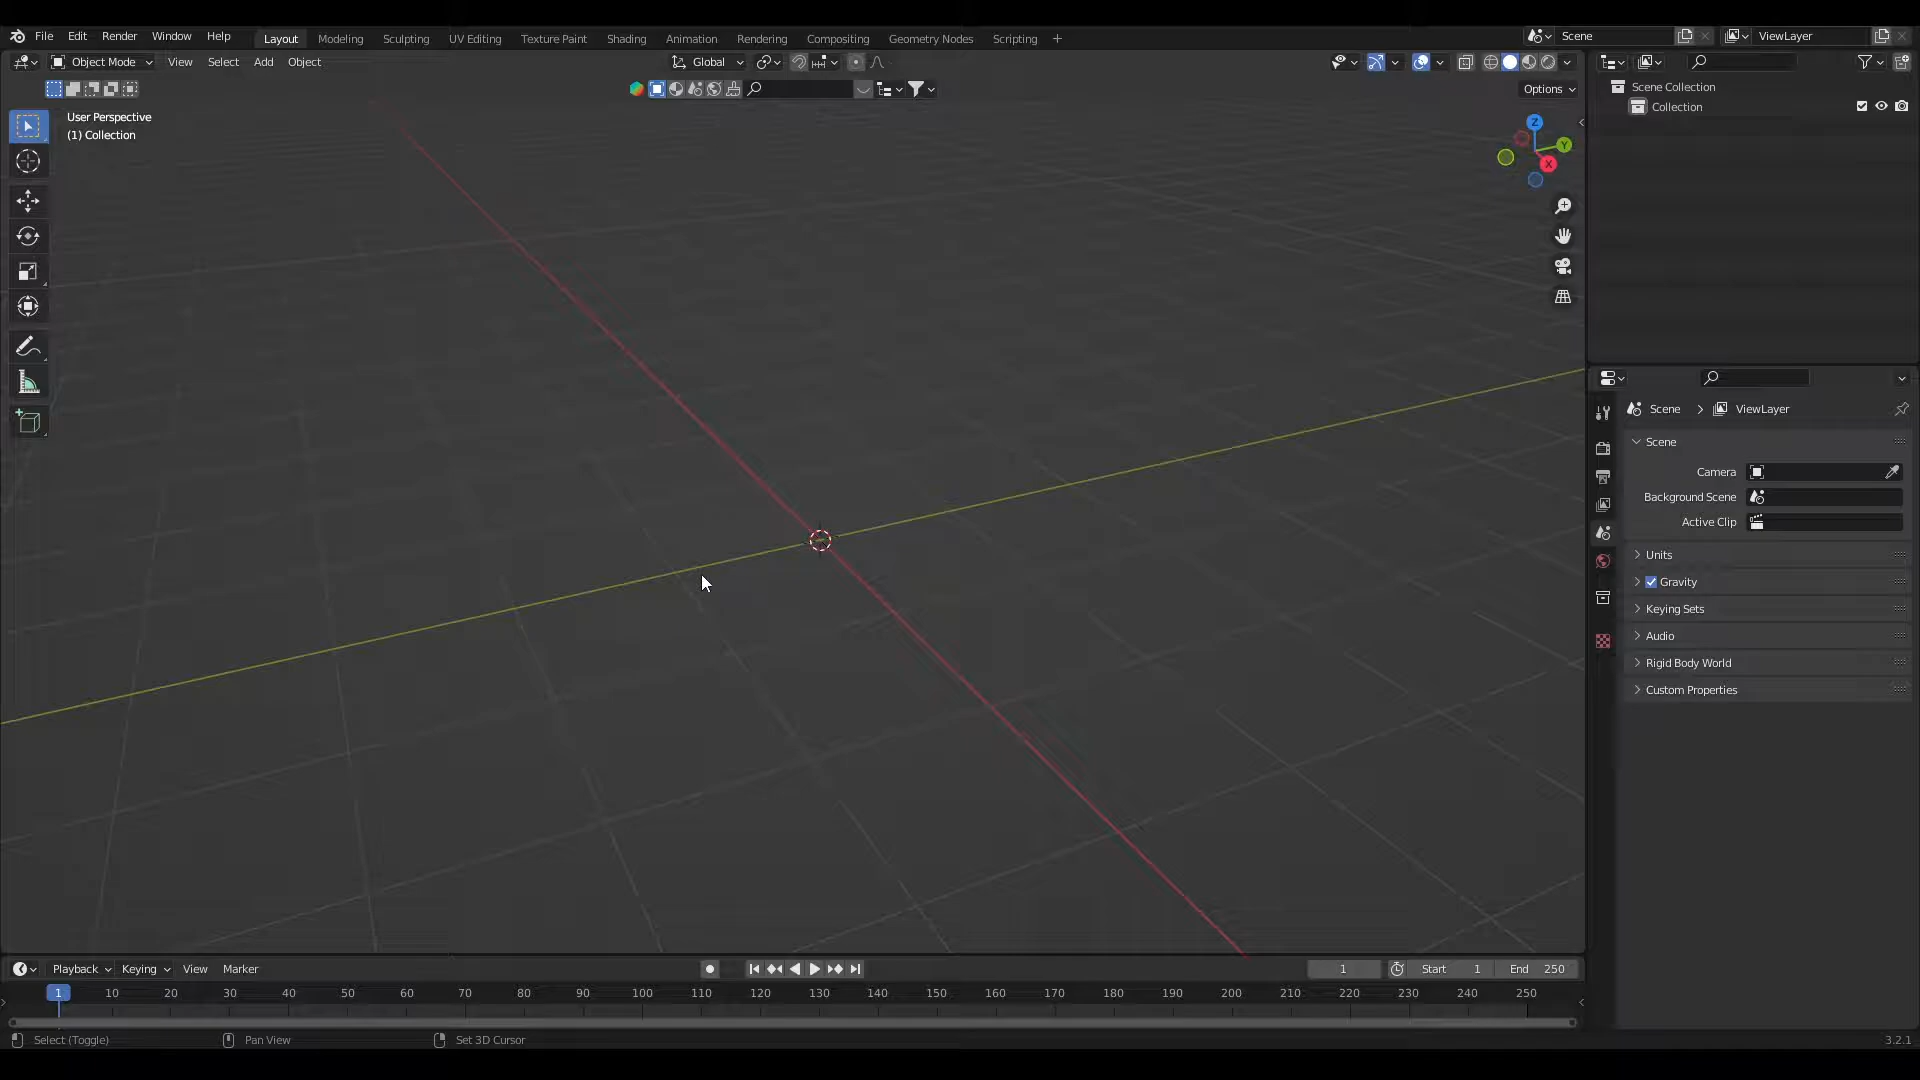 File Edit Render Window Help Layout Modeling Sculpting UV Editing Texture Paint Shading Animation Rendering Compositing Geometry Nodes Scripting + Scene ViewLayer
Object Mode View Select Add Object Global
Options
User Perspective
(1) Collection
Z
Y
X
Scene Collection
Collection
Scene > ViewLayer
Scene
Camera
Background Scene
Active Clip
Units
Gravity
Keying Sets
Audio
Rigid Body World
Custom Properties
Playback Keying View Marker 1 Start 1 End 250
1 10 20 30 40 50 60 70 80 90 100 110 120 130 140 150 160 170 180 190 200 210 220 230 240 250
Select (Toggle) Pan View Set 3D Cursor 3.2.1